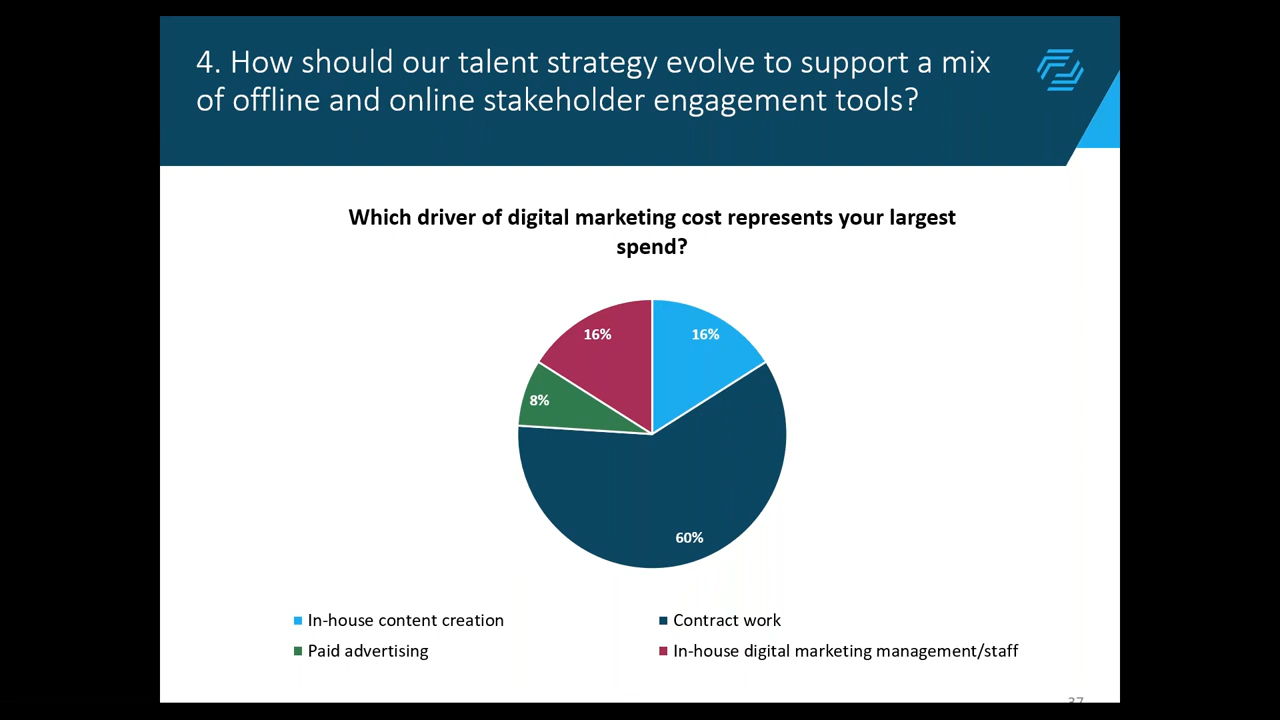 4. How should our talent strategy evolve to support a mix
of offline and online stakeholder engagement tools?
Which driver of digital marketing cost represents your largest
spend?
16%
16%
8%
60%
In-house content creation
Contract work
Paid advertising
In-house digital marketing management/staff
37